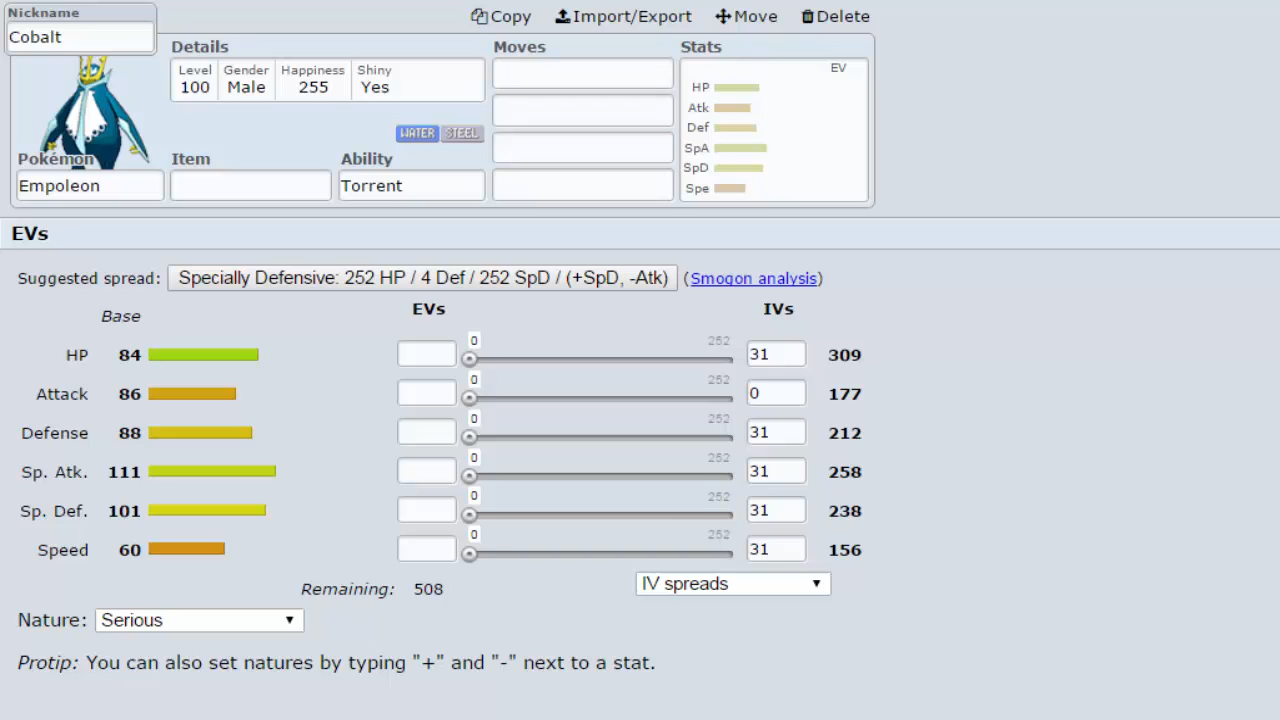 Nickname
Cobalt
Copy Import/Export Move Delete
Details
Level Gender Happiness Shiny
100 Male 255 Yes
WATER STEEL
Pokémon
Empoleon
Item
Ability
Torrent
Moves
Stats
EV
HP
Atk
Def
SpA
SpD
Spe
EVs
Suggested spread: Specially Defensive: 252 HP / 4 Def / 252 SpD / (+SpD, -Atk) (Smogon analysis)
Base EVs IVs
HP 84 0 252 31 309
Attack 86 0 252 0 177
Defense 88 0 252 31 212
Sp. Atk. 111 0 252 31 258
Sp. Def. 101 0 252 31 238
Speed 60 0 252 31 156
Remaining: 508 IV spreads
Nature: Serious
Protip: You can also set natures by typing "+" and "-" next to a stat.